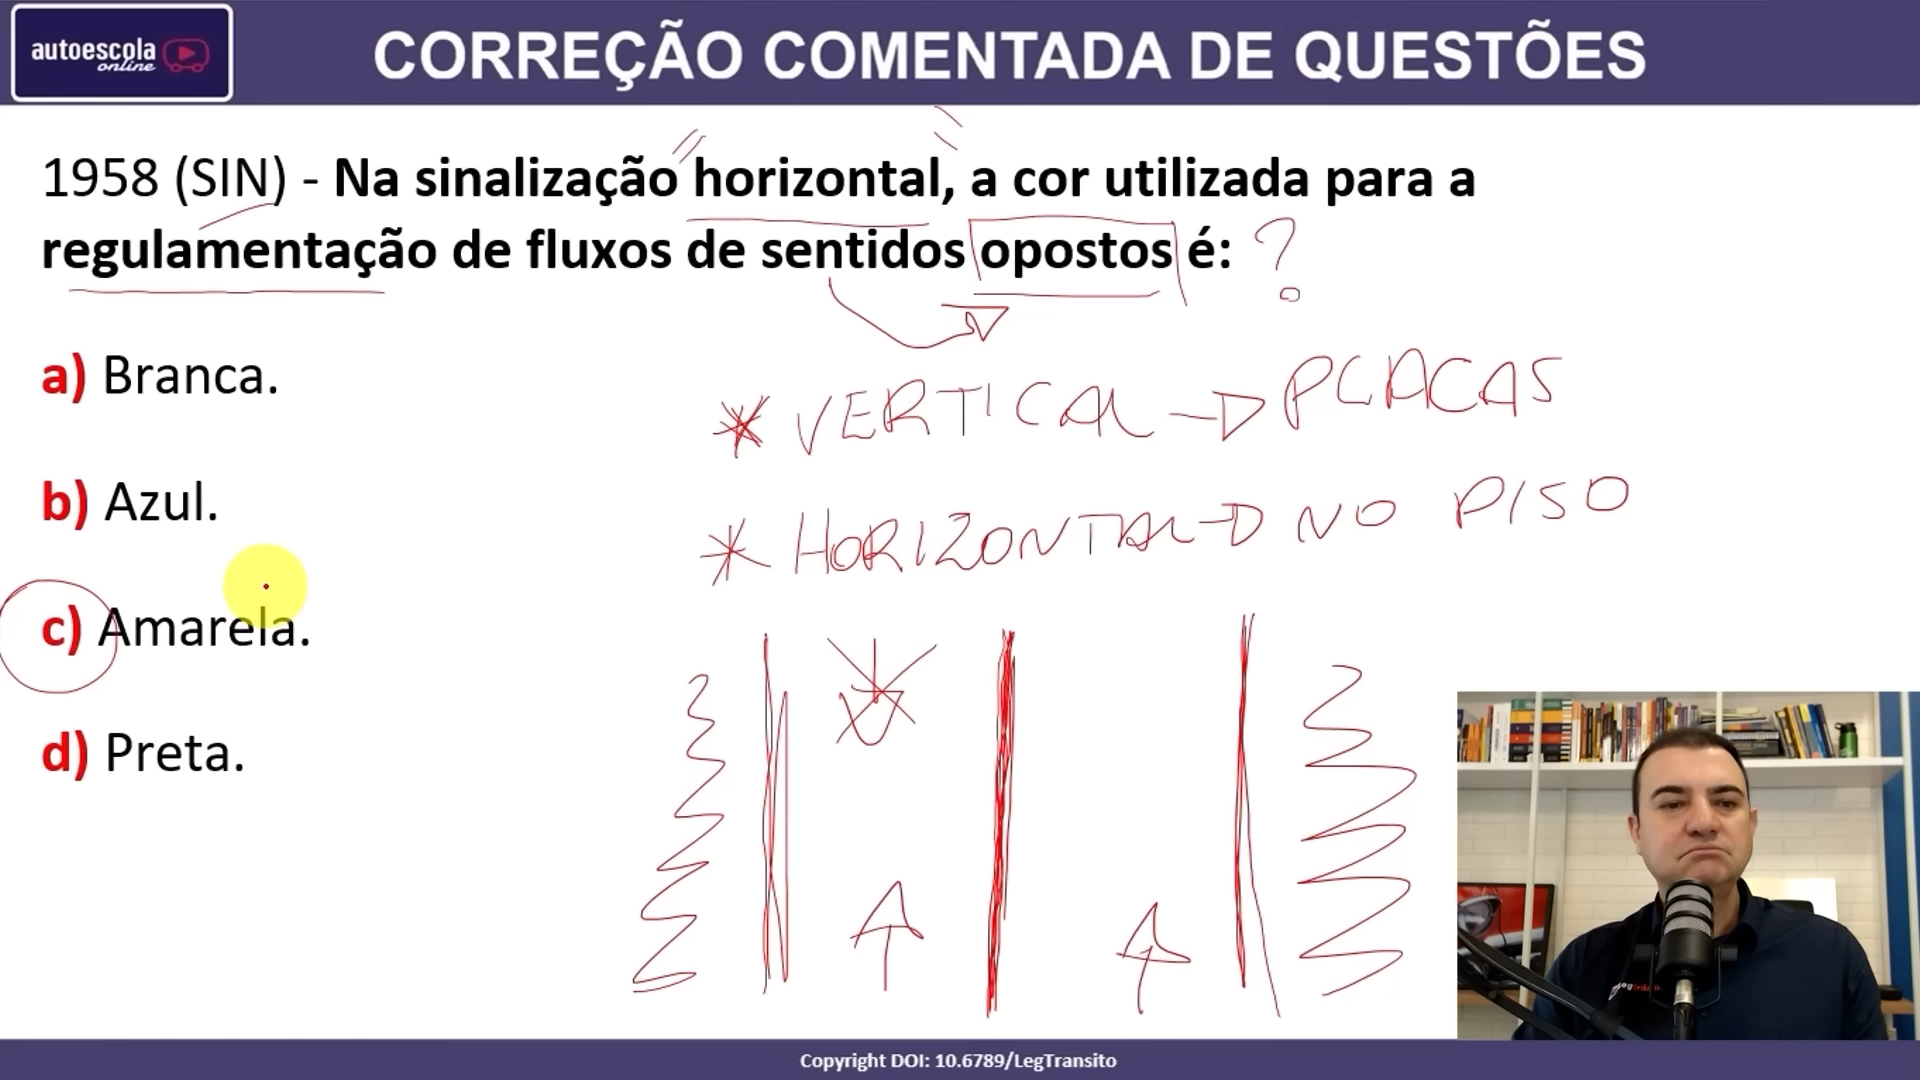 autoescola
online
CORREÇÃO COMENTADA DE QUESTÕES
1958 (SIN) - Na sinalização horizontal, a cor utilizada para a
regulamentação de fluxos de sentidos opostos é: ?
a) Branca.
b) Azul.
c) Amarela.
d) Preta.
* VERTICAL → PLACAS
* HORIZONTAL → NO PISO
Copyright DOI: 10.6789/LegTransito